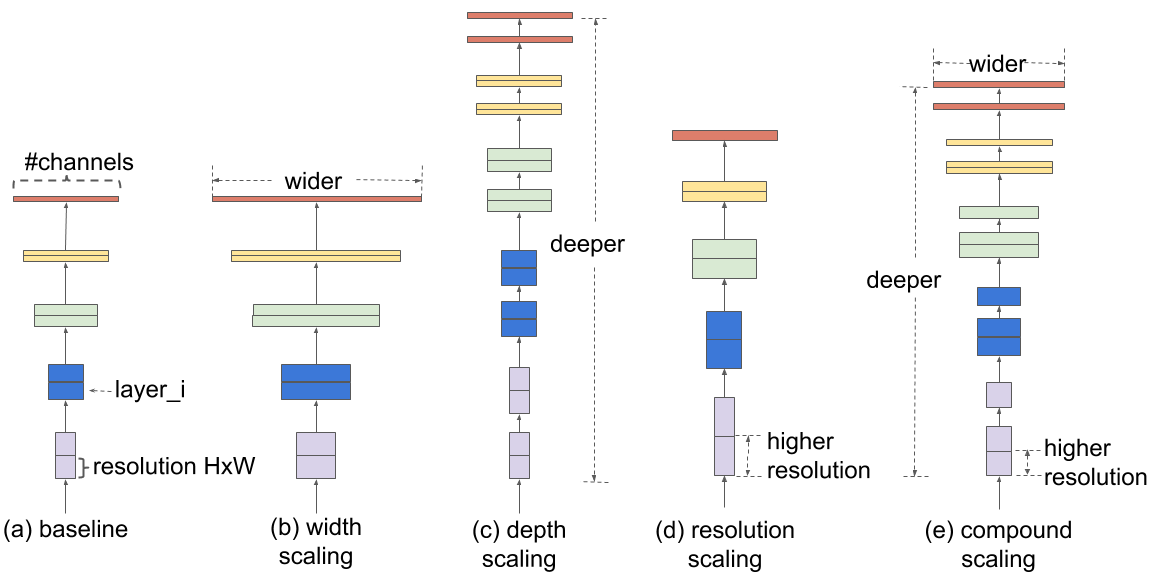 #channels
layer_i
resolution HxW
(a) baseline
wider
(b) width
scaling
deeper
(c) depth
scaling
higher
resolution
(d) resolution
scaling
wider
deeper
higher
resolution
(e) compound
scaling